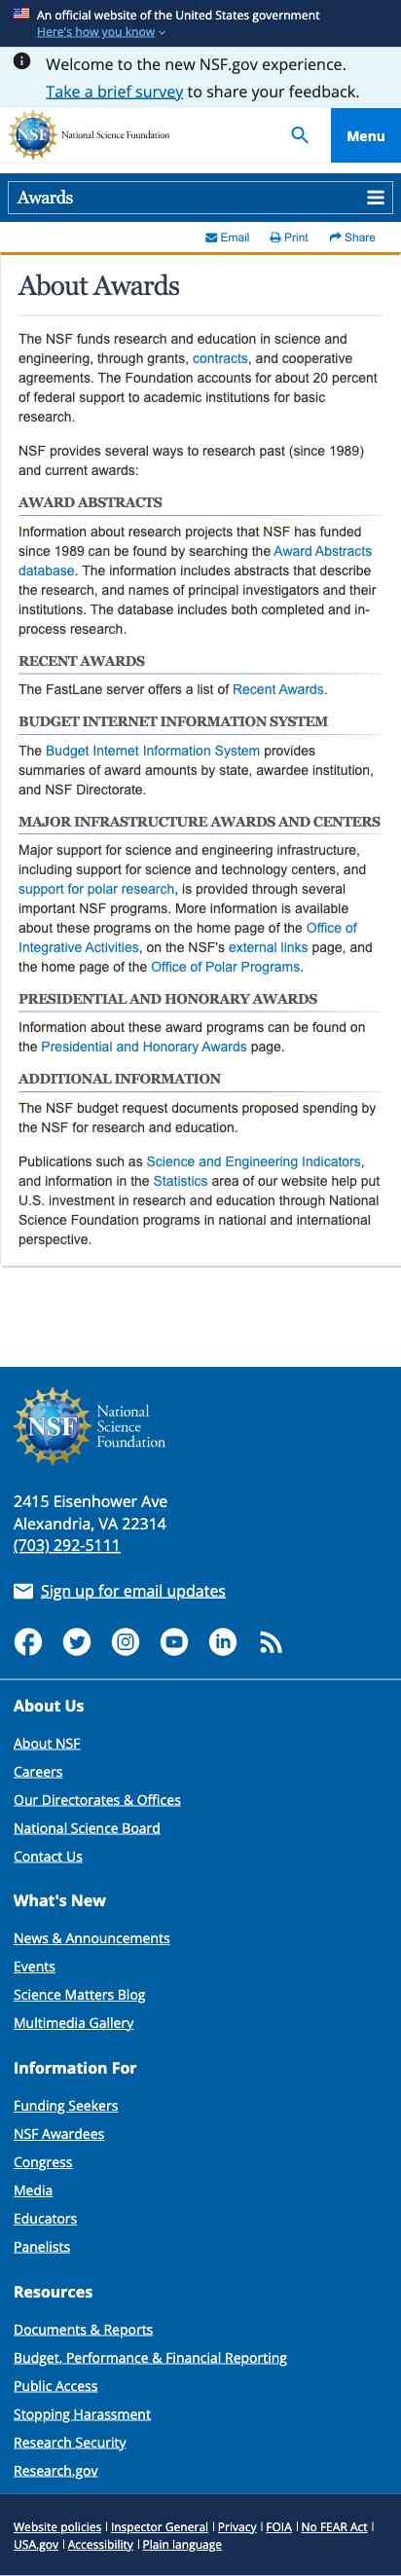 An official website of the United States government
Here's how you know
Welcome to the new NSF.gov experience.
Take a brief survey to share your feedback.
NSF National Science Foundation
Menu
Awards
Email Print Share
About Awards
The NSF funds research and education in science and
engineering, through grants, contracts, and cooperative
agreements. The Foundation accounts for about 20 percent
of federal support to academic institutions for basic
research.
NSF provides several ways to research past (since 1989)
and current awards:
AWARD ABSTRACTS
Information about research projects that NSF has funded
since 1989 can be found by searching the Award Abstracts
database. The information includes abstracts that describe
the research, and names of principal investigators and their
institutions. The database includes both completed and in-
process research.
RECENT AWARDS
The FastLane server offers a list of Recent Awards.
BUDGET INTERNET INFORMATION SYSTEM
The Budget Internet Information System provides
summaries of award amounts by state, awardee institution,
and NSF Directorate.
MAJOR INFRASTRUCTURE AWARDS AND CENTERS
Major support for science and engineering infrastructure,
including support for science and technology centers, and
support for polar research, is provided through several
important NSF programs. More information is available
about these programs on the home page of the Office of
Integrative Activities, on the NSF's external links page, and
the home page of the Office of Polar Programs.
PRESIDENTIAL AND HONORARY AWARDS
Information about these award programs can be found on
the Presidential and Honorary Awards page.
ADDITIONAL INFORMATION
The NSF budget request documents proposed spending by
the NSF for research and education.
Publications such as Science and Engineering Indicators,
and information in the Statistics area of our website help put
U.S. investment in research and education through National
Science Foundation programs in national and international
perspective.
NSF
National
Science
Foundation
2415 Eisenhower Ave
Alexandria, VA 22314
(703) 292-5111
Sign up for email updates
About Us
About NSF
Careers
Our Directorates & Offices
National Science Board
Contact Us
What's New
News & Announcements
Events
Science Matters Blog
Multimedia Gallery
Information For
Funding Seekers
NSF Awardees
Congress
Media
Educators
Panelists
Resources
Documents & Reports
Budget, Performance & Financial Reporting
Public Access
Stopping Harassment
Research Security
Research.gov
Website policies | Inspector General | Privacy | FOIA | No FEAR Act |
USA.gov | Accessibility | Plain language